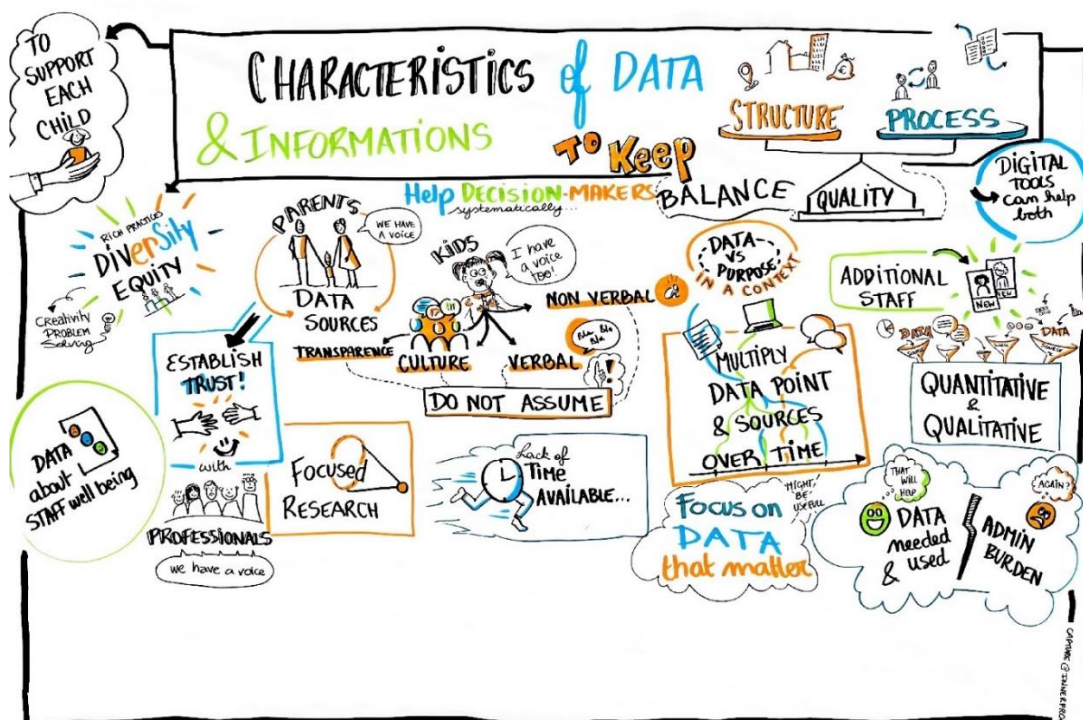 TO
SUPPORT
EACH
CHILD
CHARACTERISTICS of DATA
& INFORMATIONS
TO KEEP
STRUCTURE
PROCESS
BALANCE
QUALITY
DIGITAL
TOOLS
can help
both
Help DECISION-MAKERS
systematically...
RICH PRACTICES
DiverSity
EQUITY
Creativity
PROBLEM
Solving
PARENTS
WE HAVE
A VOICE
DATA
SOURCES
KIDS
I have
a voice
too!
NON VERBAL
TRANSPARENCE
CULTURE
VERBAL
Bla Bla
Bla
!
DO NOT ASSUME
DATA
VS
PURPOSE
IN A CONTEXT
ADDITIONAL
STAFF
NEW
NEW
DATA
DATA
ESTABLISH
TRUST!
with
PROFESSIONALS
we have a voice
MULTIPLY
DATA POINT
& SOURCES
OVER TIME
QUANTITATIVE
&
QUALITATIVE
DATA
about
STAFF well being
Focused
RESEARCH
Lack of
TIME
AVAILABLE...
MIGHT
BE
USEFULL
Focus on
DATA
that matter
THAT
WILL
HELP
DATA
needed
& used
AGAIN?
ADMIN
BURDEN